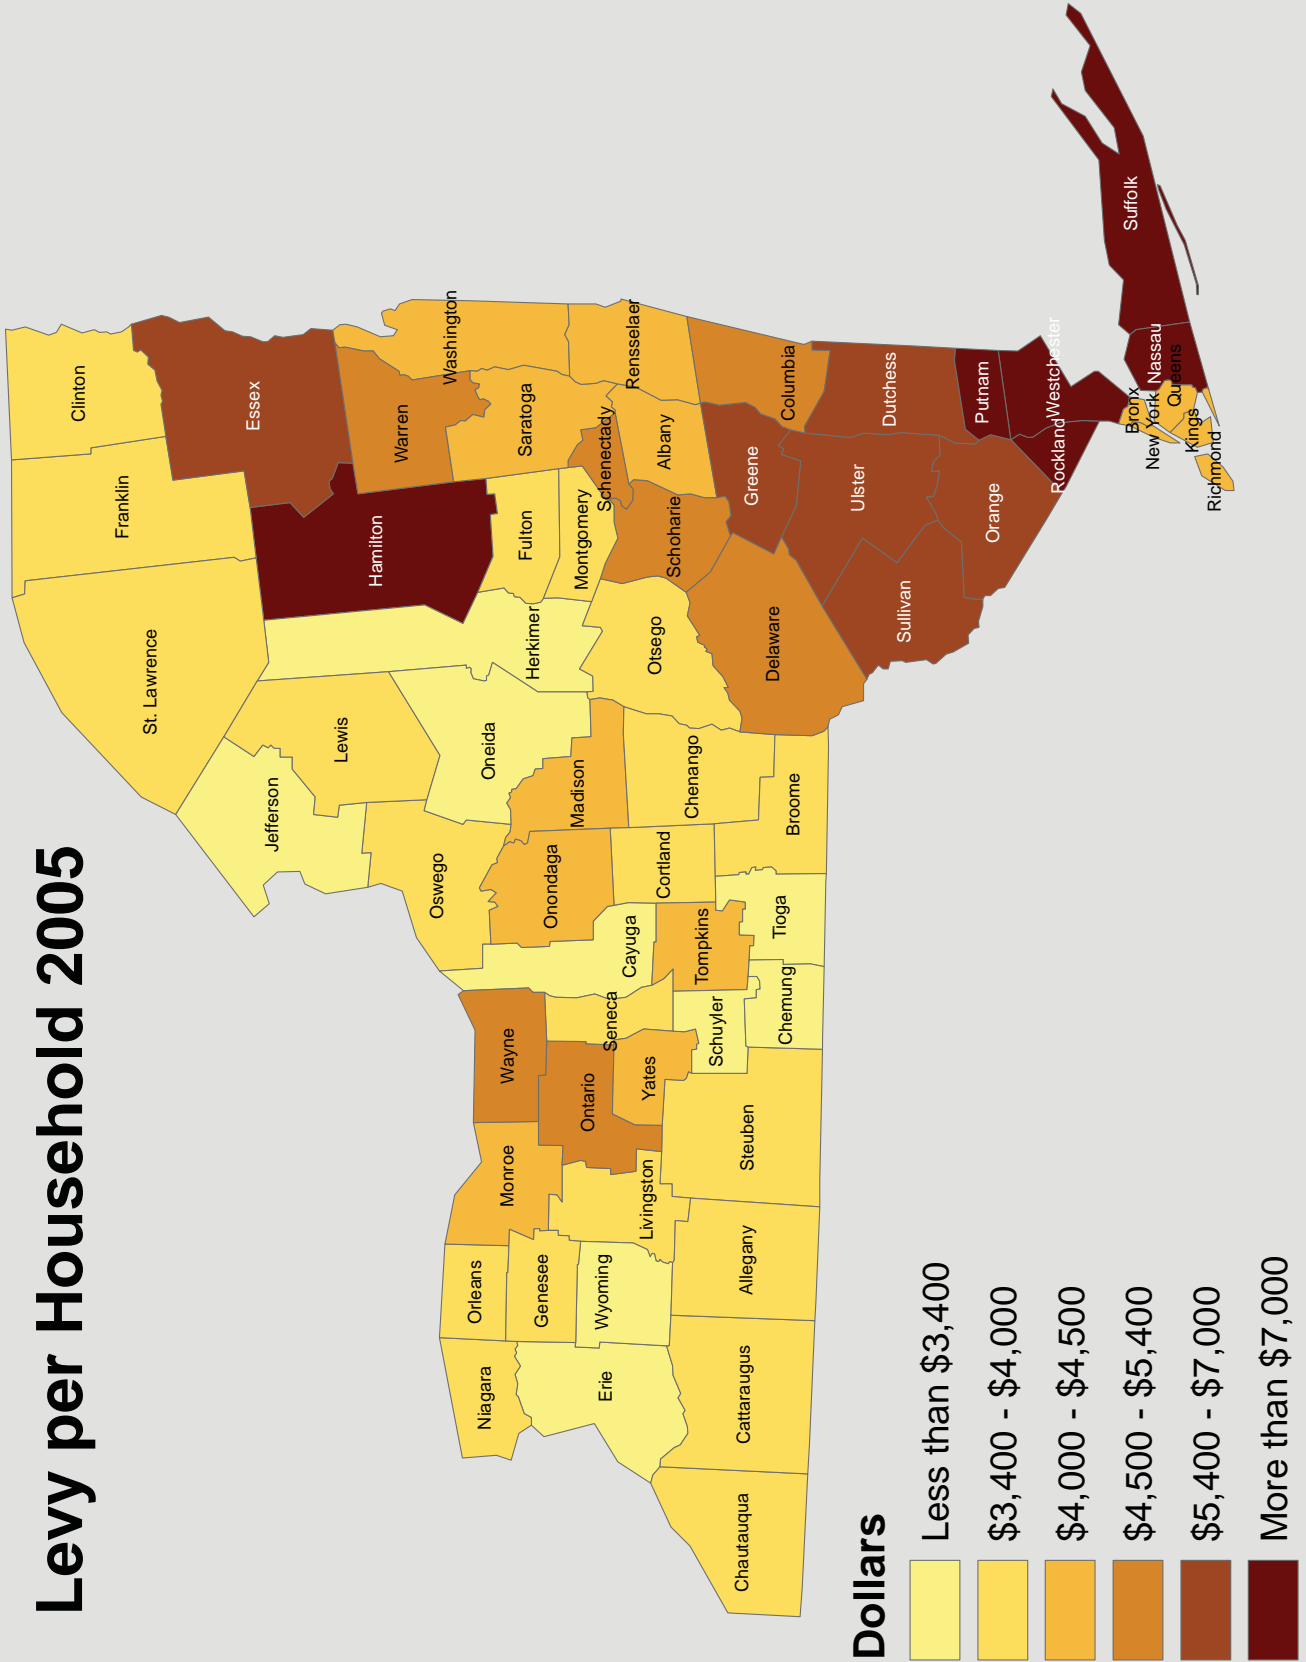 Levy per Household 2005
Clinton
Franklin
St. Lawrence
Essex
Jefferson
Lewis
Hamilton
Herkimer
Warren
Washington
Oswego
Oneida
Fulton
Saratoga
Niagara
Orleans
Monroe
Wayne
Cayuga
Onondaga
Madison
Montgomery
Schenectady
Rensselaer
Genesee
Ontario
Seneca
Erie
Wyoming
Livingston
Yates
Cortland
Chenango
Otsego
Schoharie
Albany
Schuyler
Tompkins
Chautauqua
Cattaraugus
Allegany
Steuben
Chemung
Tioga
Broome
Delaware
Greene
Columbia
Ulster
Dutchess
Sullivan
Orange
Putnam
Rockland
Westchester
Suffolk
Bronx
New York
Nassau
Queens
Kings
Richmond
Dollars
Less than $3,400
$3,400 - $4,000
$4,000 - $4,500
$4,500 - $5,400
$5,400 - $7,000
More than $7,000